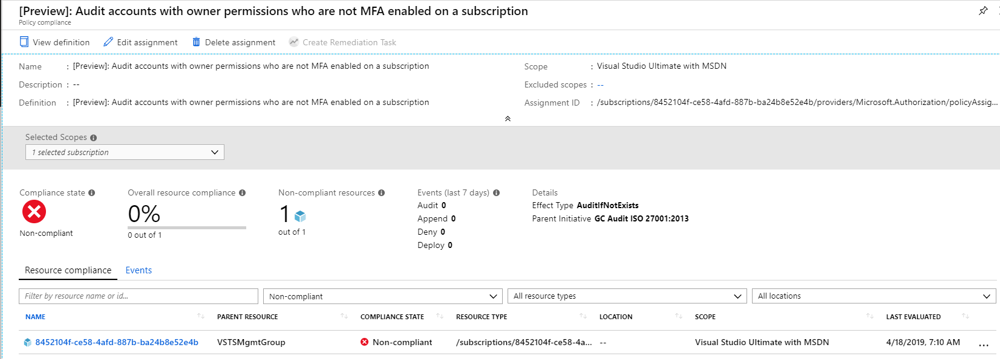 [Preview]: Audit accounts with owner permissions who are not MFA enabled on a subscription
Policy compliance
View definition Edit assignment Delete assignment Create Remediation Task
Name : [Preview]: Audit accounts with owner permissions who are not MFA enabled on a subscription
Description : --
Definition : [Preview]: Audit accounts with owner permissions who are not MFA enabled on a subscription
Scope : Visual Studio Ultimate with MSDN
Excluded scopes : --
Assignment ID : /subscriptions/8452104f-ce58-4afd-887b-ba24b8e52e4b/providers/Microsoft.Authorization/policyAssig...
Selected Scopes
1 selected subscription
Compliance state
Non-compliant
Overall resource compliance
0%
0 out of 1
Non-compliant resources
1
out of 1
Events (last 7 days)
Audit 0
Append 0
Deny 0
Deploy 0
Details
Effect Type AuditIfNotExists
Parent Initiative GC Audit ISO 27001:2013
Resource compliance Events
Filter by resource name or id... Non-compliant All resource types All locations
NAME PARENT RESOURCE COMPLIANCE STATE RESOURCE TYPE LOCATION SCOPE LAST EVALUATED
8452104f-ce58-4afd-887b-ba24b8e52e4b VSTSMgmtGroup Non-compliant /subscriptions/8452104f-ce58-4a... -- Visual Studio Ultimate with MSDN 4/18/2019, 7:10 AM ...